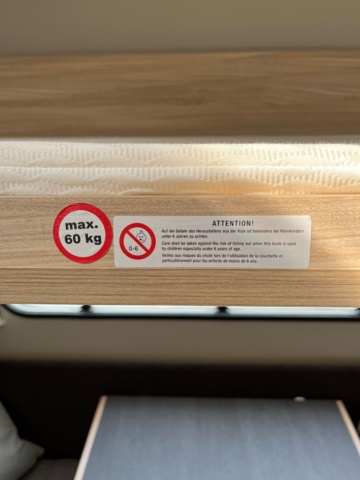 max.
60 kg
0-6
ATTENTION!
Auf die Gefahr des Herausfallens aus der Koje ist besonders bei Kleinkindern
unter 6 Jahren zu achten.
Care shall be taken against the risk of falling out when this bunk is used
by children especially under 6 years of age.
Veillez aux risques de chute lors de l'utilisation de la couchette et
particulièrement pour les enfants de moins de 6 ans.